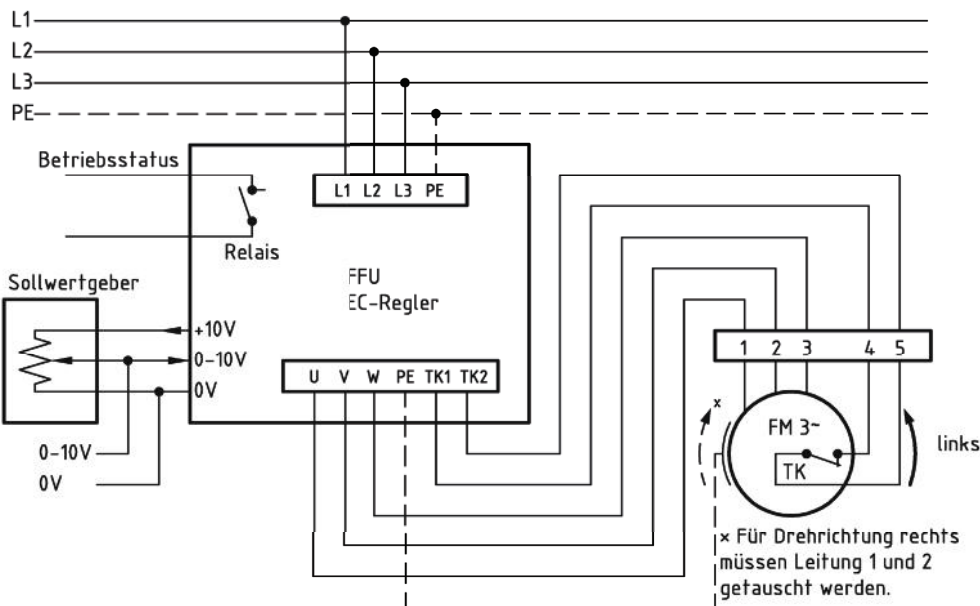 L1
L2
L3
PE
Betriebsstatus
L1 L2 L3 PE
Relais
Sollwertgeber
FFU
EC-Regler
+10V
0-10V
0V
U V W PE TK1 TK2
1 2 3 4 5
x
FM 3~
TK
links
0-10V
0V
x Für Drehrichtung rechts
müssen Leitung 1 und 2
getauscht werden.